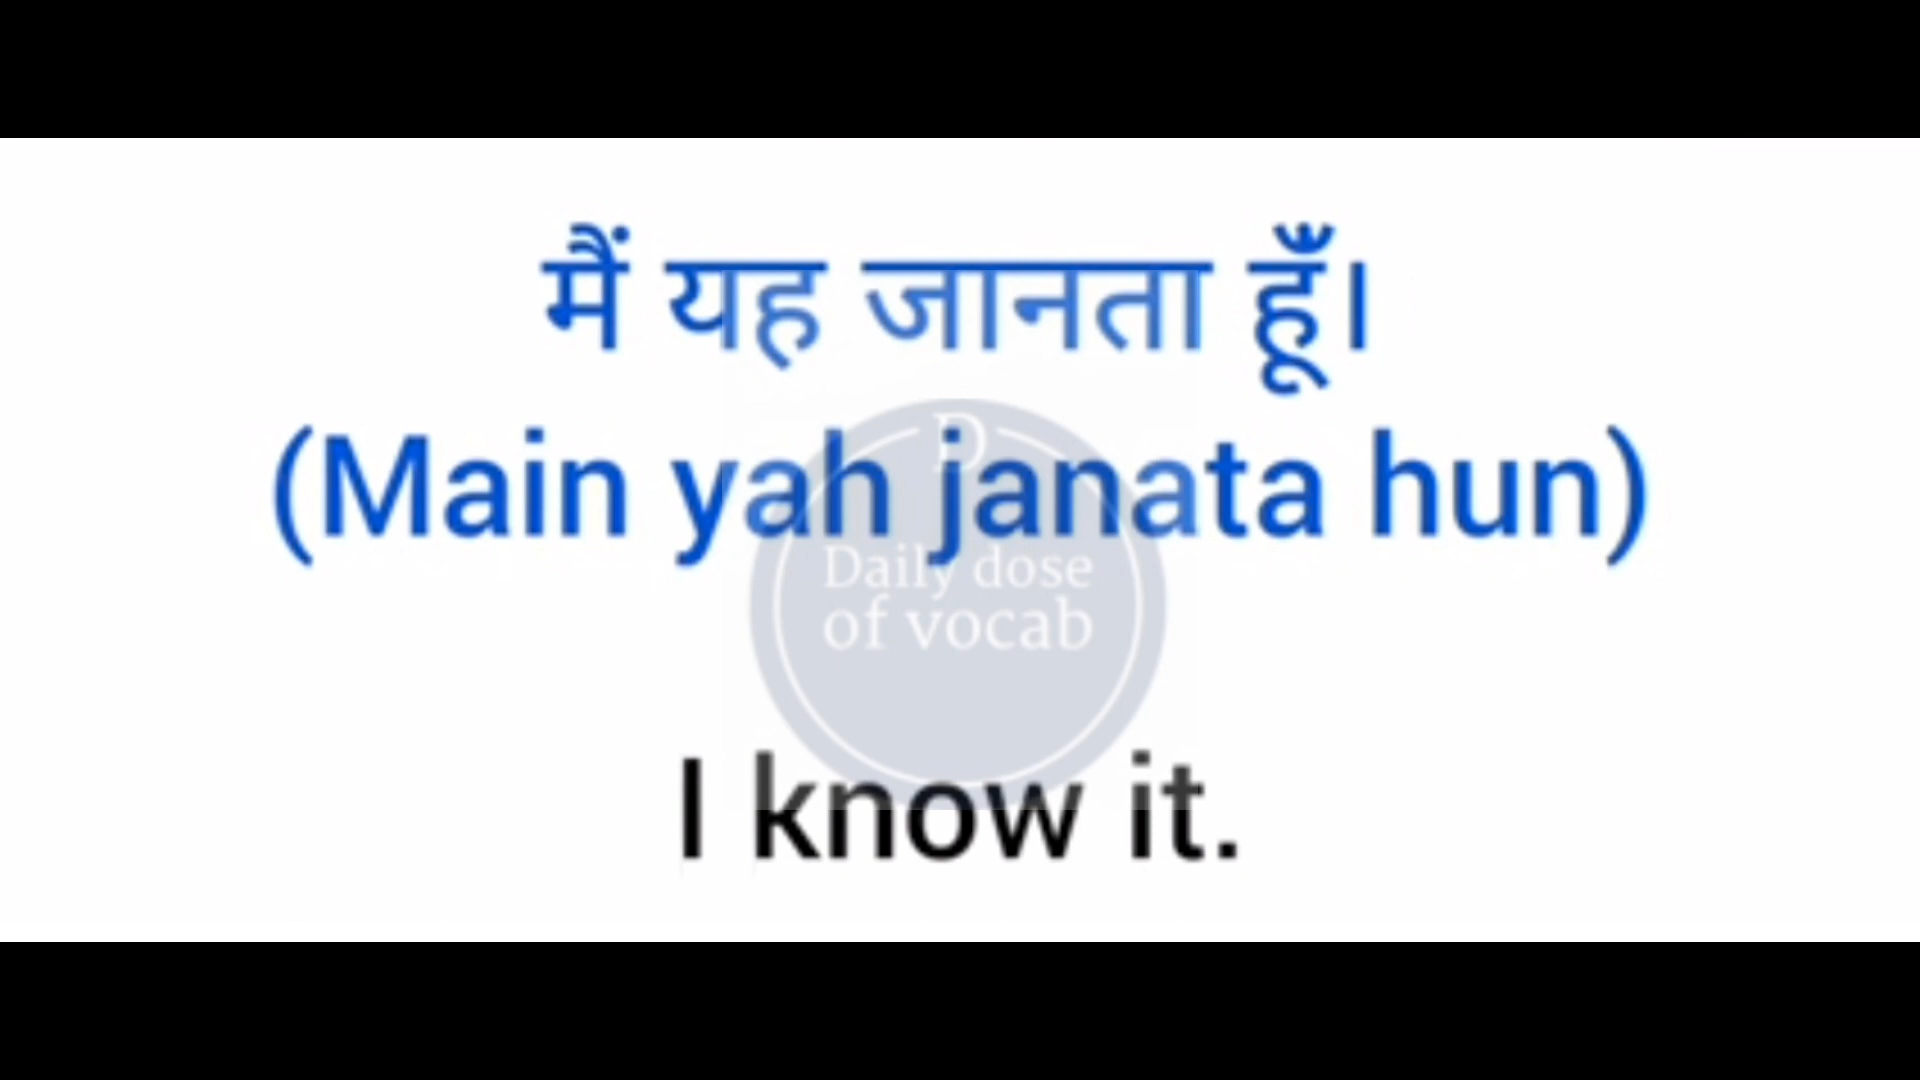 मैं यह जानता हूँ।
(Main yah janata hun)
D
Daily dose
of vocab
I know it.